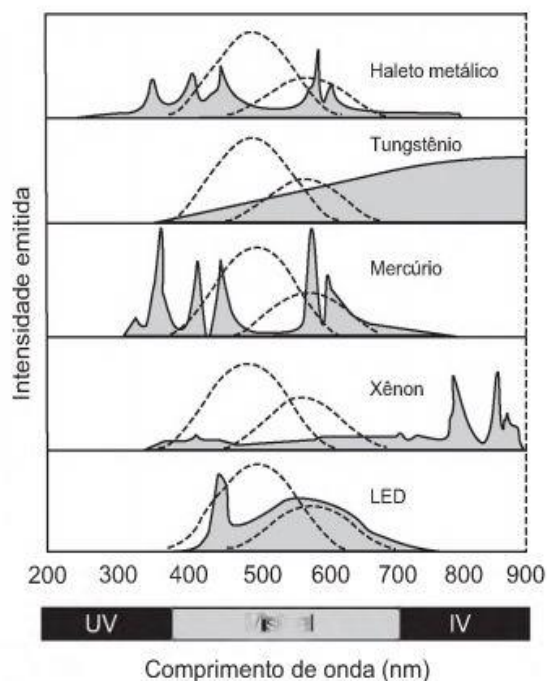 Intensidade emitida
Haleto metálico
Tungstênio
Mercúrio
Xênon
LED
200 300 400 500 600 700 800 900
UV IV
Comprimento de onda (nm)